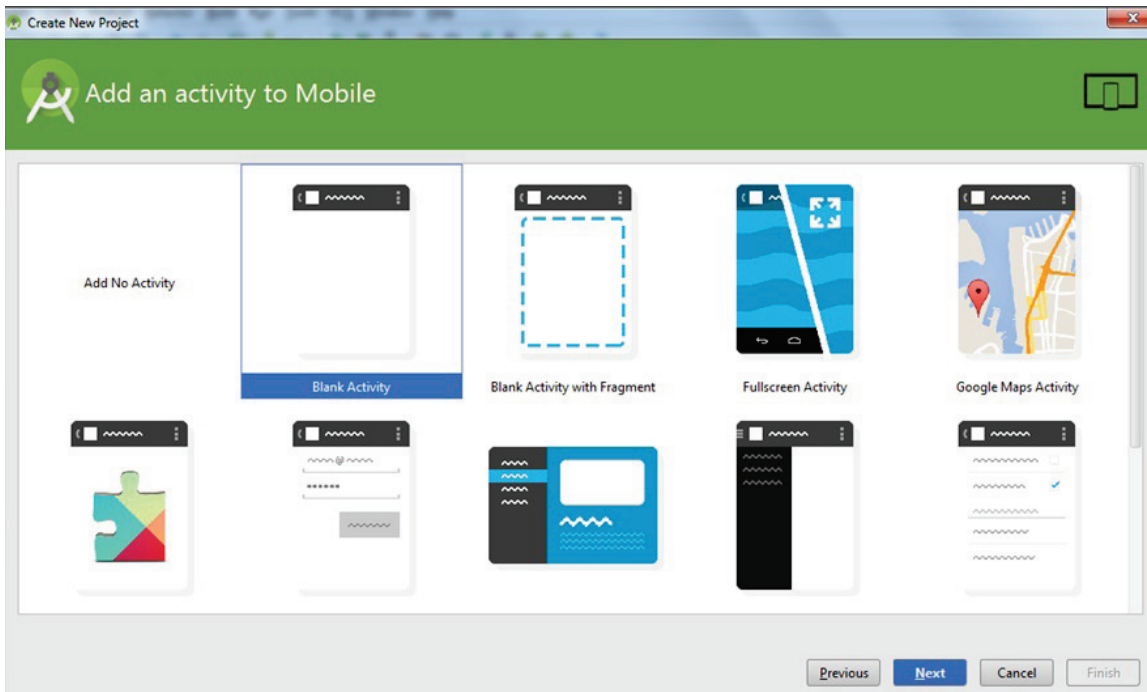 Create New Project
Add an activity to Mobile
Add No Activity
Blank Activity
Blank Activity with Fragment
Fullscreen Activity
Google Maps Activity
Previous
Next
Cancel
Finish